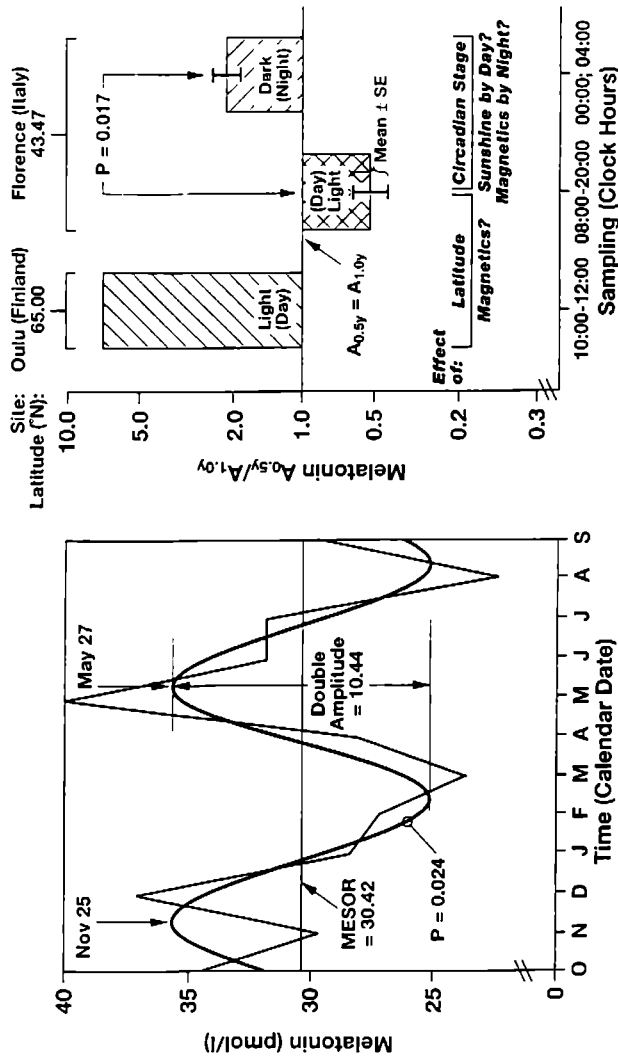 Melatonin (pmol/l)
40
35
30
25
0
Nov 25
May 27
Double
Amplitude
= 10.44
MESOR
= 30.42
P = 0.024
O N D J F M A M J J A S
Time (Calendar Date)
Site: Oulu (Finland) Florence (Italy)
Latitude (°N) 65.00 43.47
Melatonin A0.5y/A1.0y
10.0
5.0
2.0
1.0
0.5
0.2
0.3
P = 0.017
Light
(Day)
(Day)
Light
Dark
(Night)
Mean ± SE
A0.5y = A1.0y
Effect
of:
Latitude
Magnetics?
Circadian Stage
Sunshine by Day?
Magnetics by Night?
10:00-12:00 08:00-20:00 00:00; 04:00
Sampling (Clock Hours)